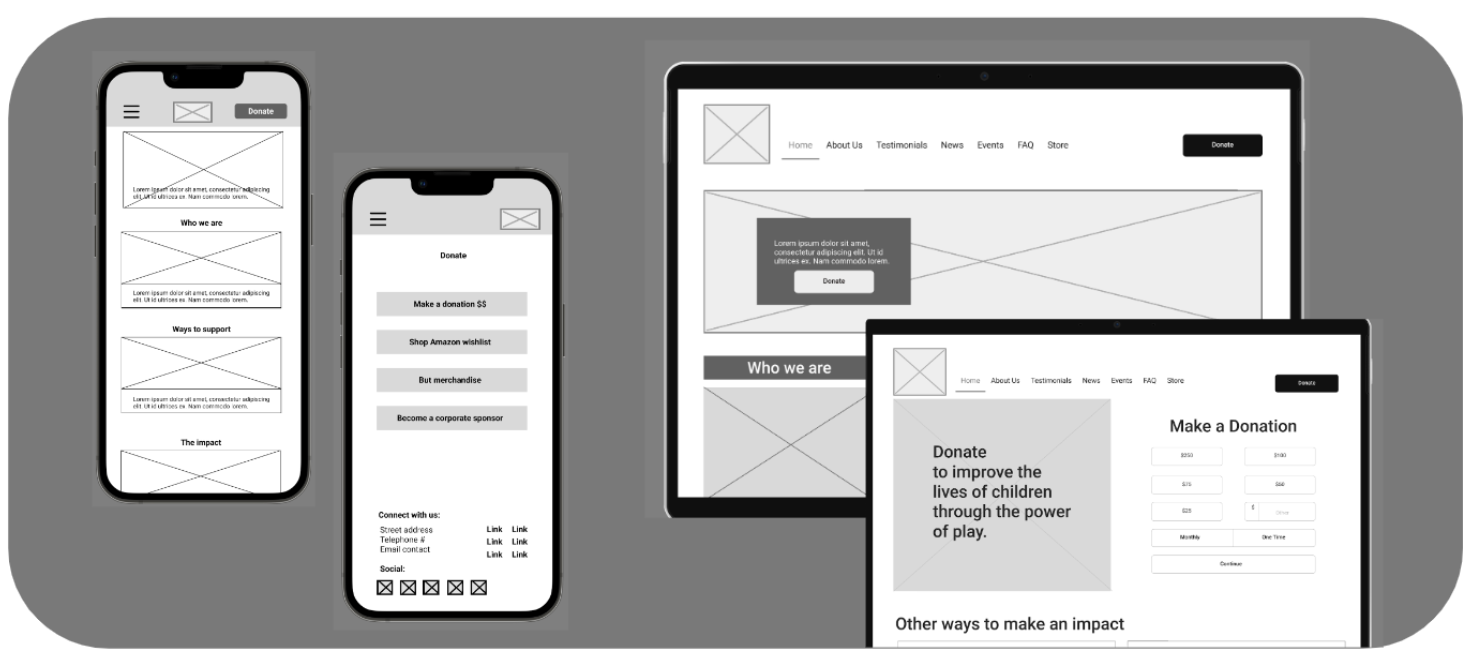 Donate
Lorem ipsum dolor sit amet, consectetur adipiscing
elit. Ut id ultrices ex. Nam commodo lorem.
Who we are
Lorem ipsum dolor sit amet, consectetur adipiscing
elit. Ut id ultrices ex. Nam commodo lorem.
Ways to support
Lorem ipsum dolor sit amet, consectetur adipiscing
elit. Ut id ultrices ex. Nam commodo lorem.
The impact
Donate
Make a donation $$
Shop Amazon wishlist
But merchandise
Become a corporate sponsor
Connect with us:
Street address Link Link
Telephone # Link Link
Email contact Link Link
Social:
Home About Us Testimonials News Events FAQ Store Donate
Lorem ipsum dolor sit amet,
consectetur adipiscing elit. Ut id
ultrices ex. Nam commodo lorem.
Donate
Who we are
Home About Us Testimonials News Events FAQ Store Donate
Donate
to improve the
lives of children
through the power
of play.
Make a Donation
$250 $100
$75 $50
$25 $ Other
Monthly One Time
Continue
Other ways to make an impact